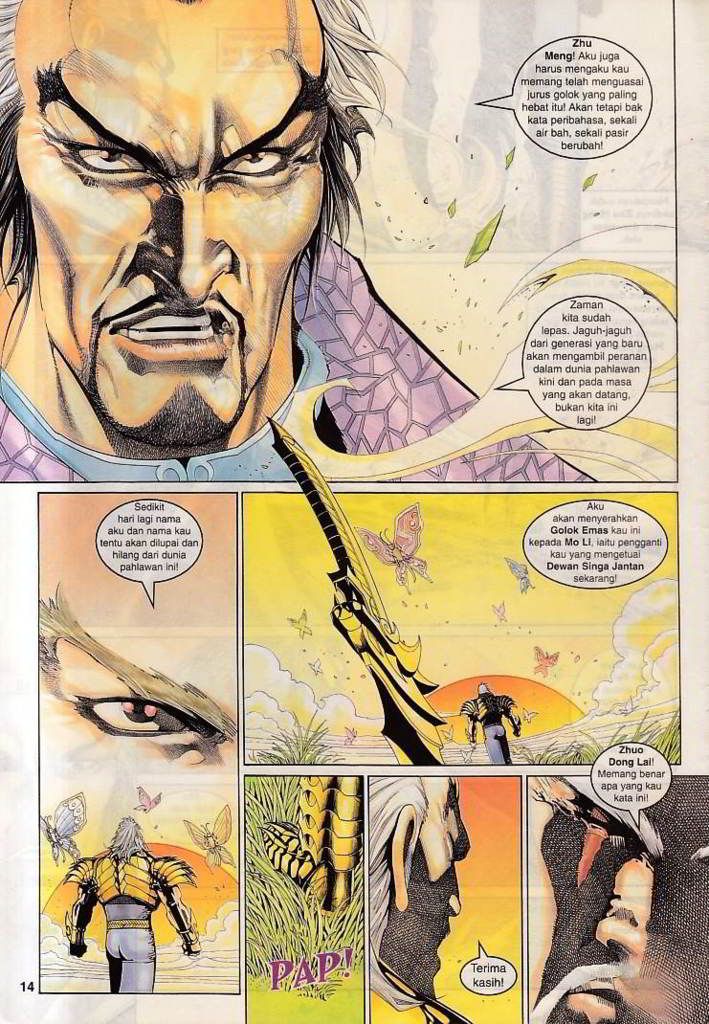 Zhu
Meng! Aku juga
harus mengaku kau
memang telah menguasai
jurus golok yang paling
hebat itu! Akan tetapi bak
kata peribahasa, sekali
air bah, sekali pasir
berubah!
Zaman
kita sudah
lepas. Jaguh-jaguh
dari generasi yang baru
akan mengambil peranan
dalam dunia pahlawan
kini dan pada masa
yang akan datang,
bukan kita ini
lagi!
Sedikit
hari lagi nama
aku dan nama kau
tentu akan dilupai dan
hilang dari dunia
pahlawan ini!
Aku
akan menyerahkan
Golok Emas kau ini
kepada Mo Li, iaitu pengganti
kau yang mengetuai
Dewan Singa Jantan
sekarang!
Zhuo
Dong Lai!
Memang benar
apa yang kau
kata ini!
PAP!
Terima
kasih!
14